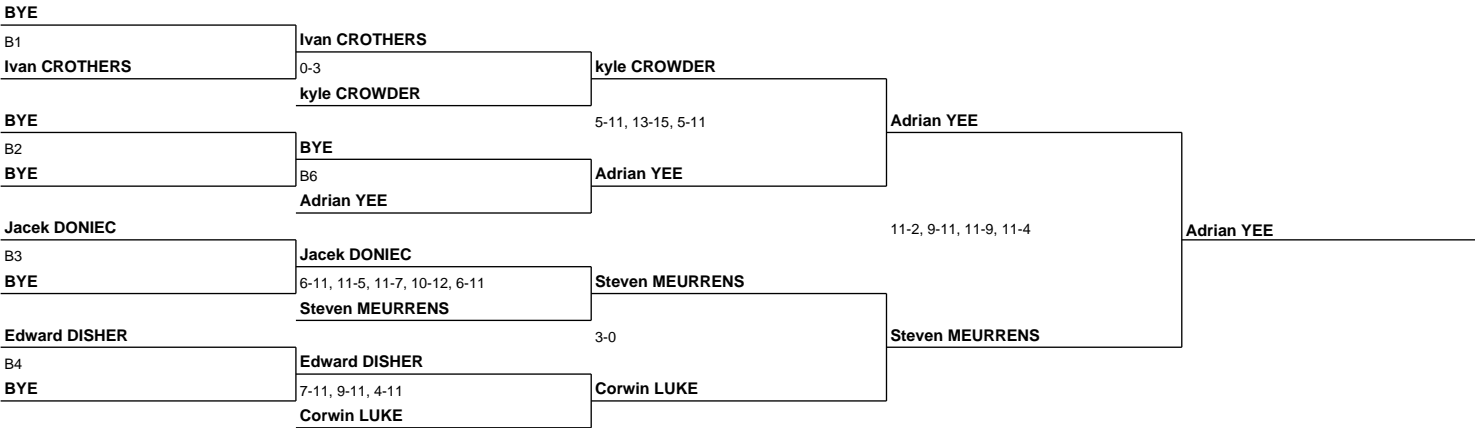 BYE
B1
Ivan CROTHERS
Ivan CROTHERS
0-3
kyle CROWDER
kyle CROWDER
BYE
B2
BYE
BYE
B6
Adrian YEE
5-11, 13-15, 5-11
Adrian YEE
Adrian YEE
Jacek DONIEC
B3
BYE
Jacek DONIEC
6-11, 11-5, 11-7, 10-12, 6-11
Steven MEURRENS
Steven MEURRENS
11-2, 9-11, 11-9, 11-4
Adrian YEE
Edward DISHER
B4
BYE
Edward DISHER
7-11, 9-11, 4-11
Corwin LUKE
3-0
Corwin LUKE
Steven MEURRENS